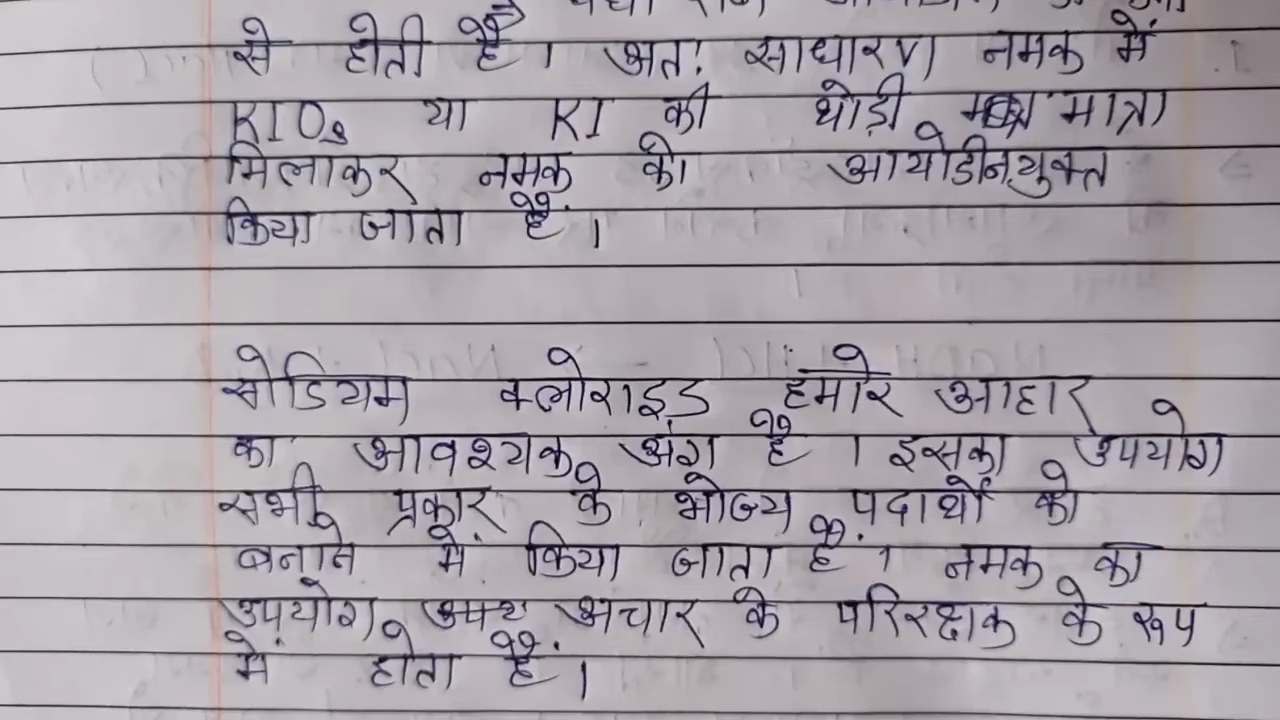 से होती है। अतः साधारण नमक में
KIO₃ या KI की थोड़ी मात्रा
मिलाकर नमक को आयोडीनयुक्त
किया जाता है।
सोडियम क्लोराइड हमारे आहार
का आवश्यक अंग है। इसका उपयोग
सभी प्रकार के भोज्य पदार्थों को
बनाने में किया जाता है। नमक का
उपयोग अचार के परिरक्षक के रूप
में होता है।